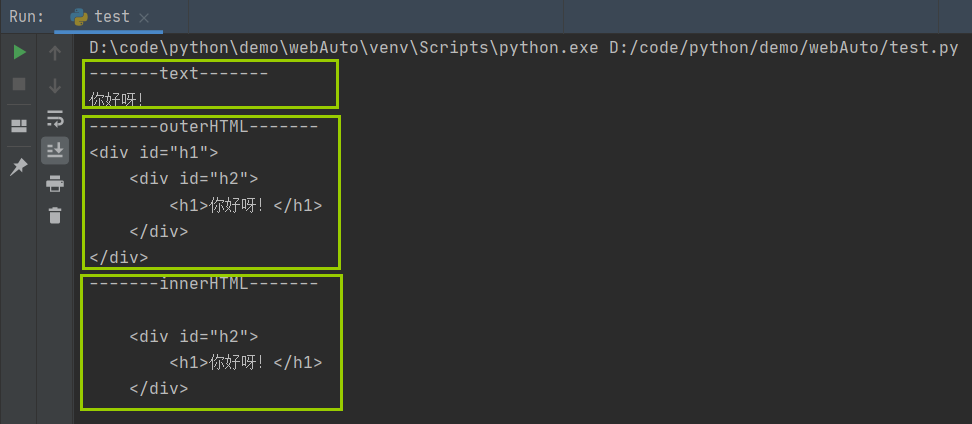 Run: test
D:\code\python\demo\webAuto\venv\Scripts\python.exe D:/code/python/demo/webAuto/test.py
-------text-------
你好呀!
-------outerHTML-------
<div id="h1">
    <div id="h2">
        <h1>你好呀! </h1>
    </div>
</div>
-------innerHTML-------
    <div id="h2">
        <h1>你好呀! </h1>
    </div>